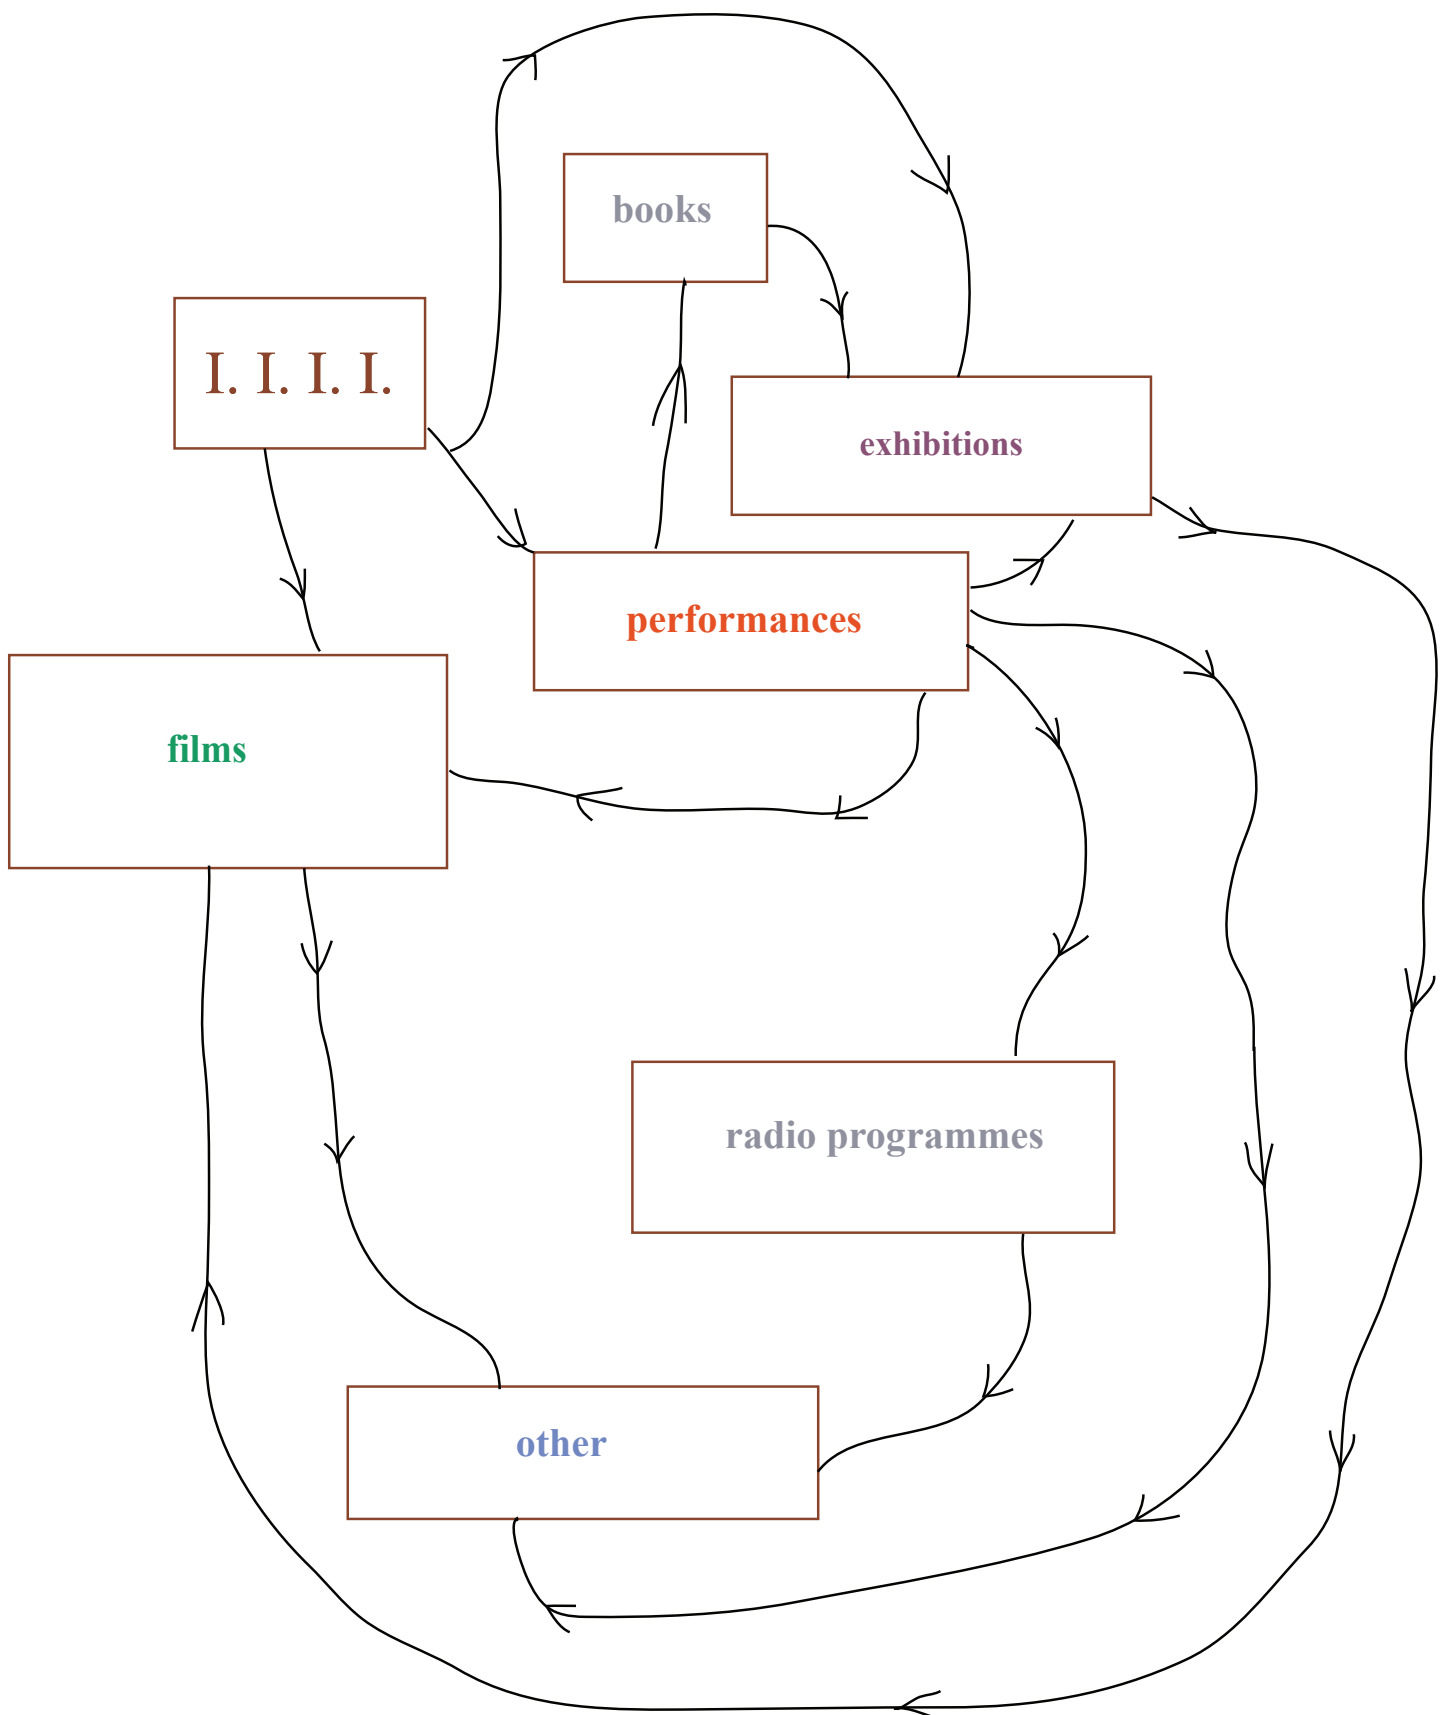 books
I. I. I. I.
exhibitions
performances
films
radio programmes
other